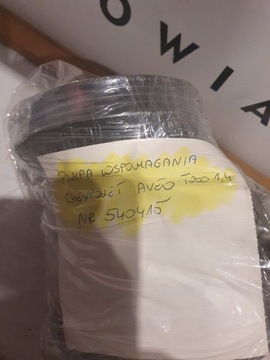 OWIA
POMPA WSPOMAGANIA
CHEVROLET AVEO T200 1,4
NR 540415